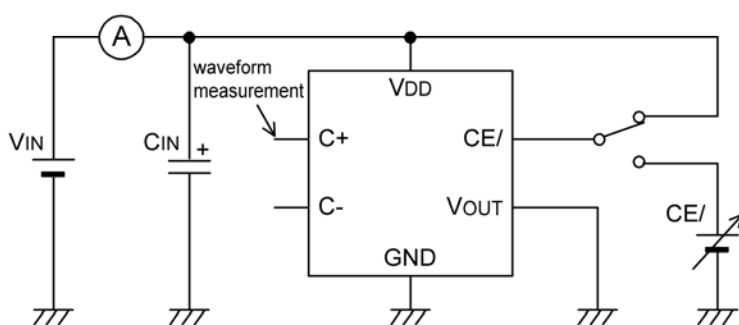 A
waveform
measurement
VDD
VIN
CIN
+
C+
CE/
C-
VOUT
CE/
GND